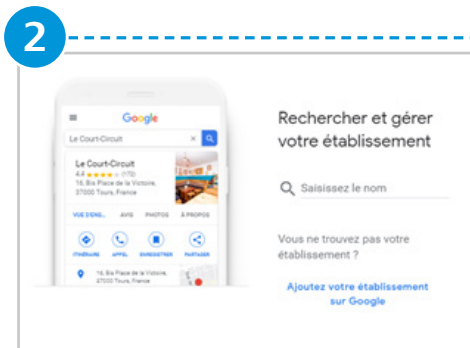 2
Google
Le Court-Circuit
Le Court-Circuit
4,4 (170)
16, Bis Place de la Victoire,
37000 Tours, France
VUE D'ENS... AVIS PHOTOS À PROPOS
ITINÉRAIRE APPEL ENREGISTRER PARTAGER
16, Bis Place de la Victoire,
37000 Tours, France
Rechercher et gérer
votre établissement
Saisissez le nom
Vous ne trouvez pas votre
établissement ?
Ajoutez votre établissement
sur Google